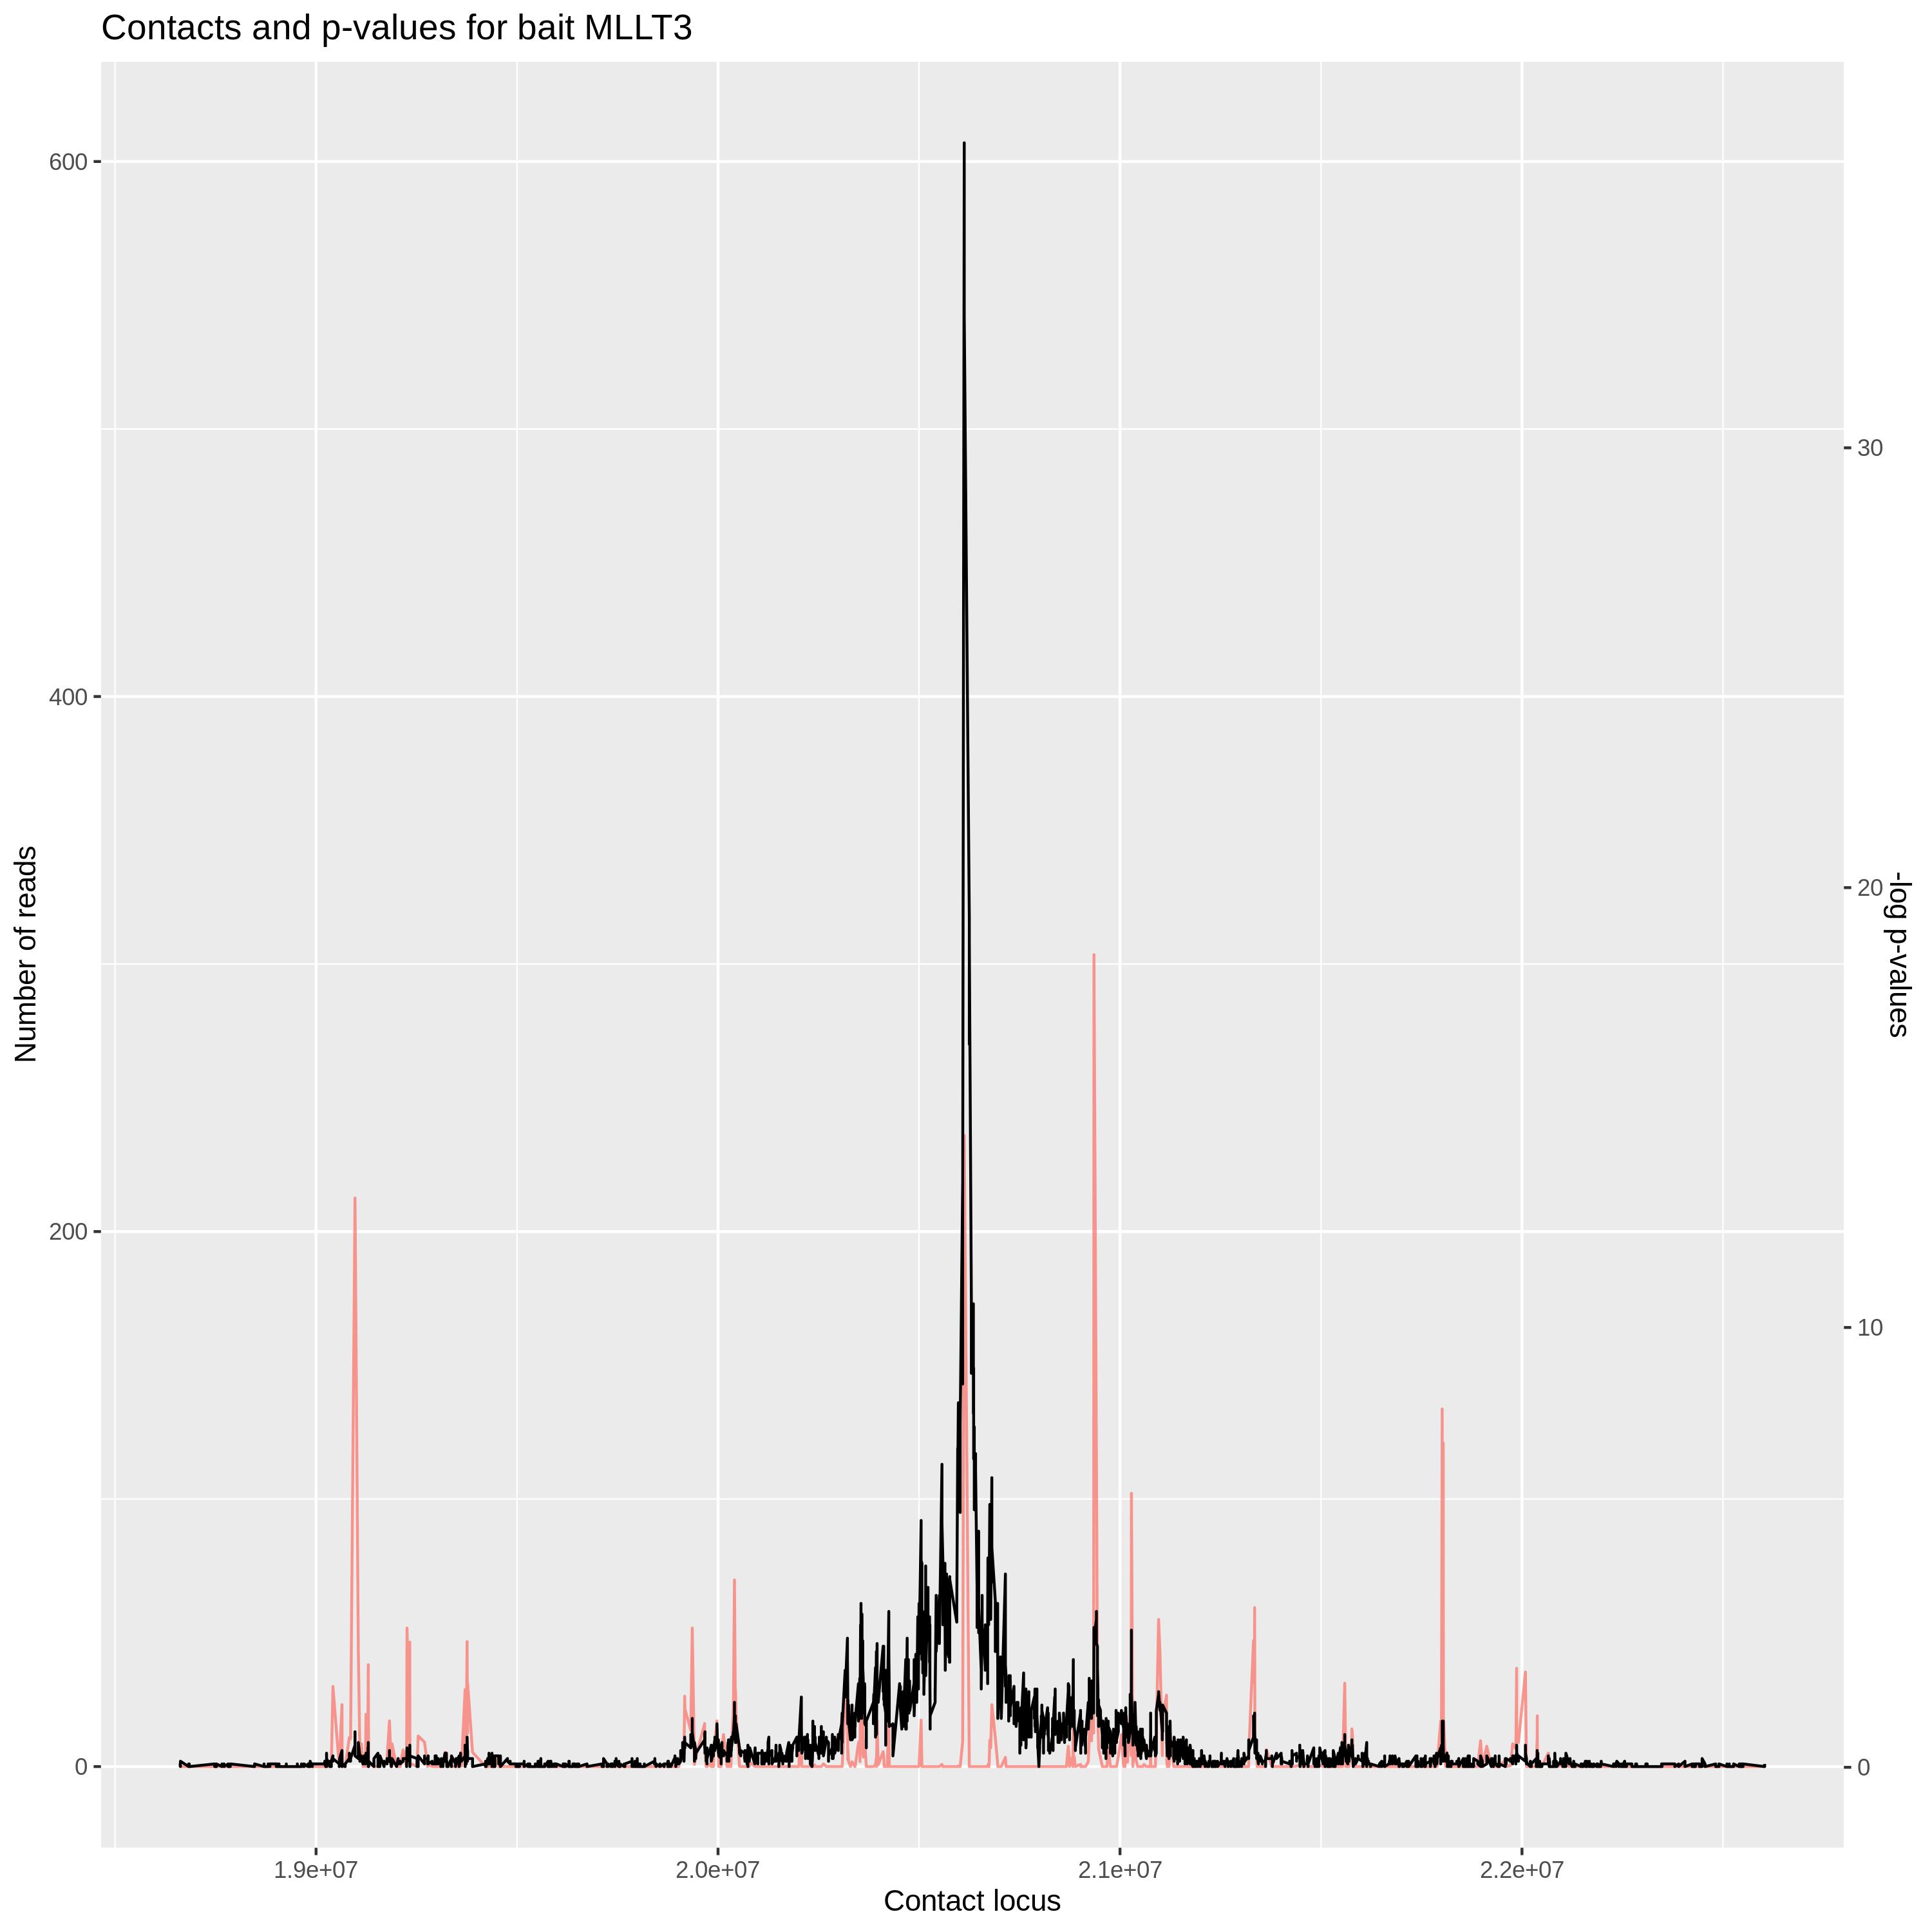 Contacts and p-values for bait MLLT3
600
400
200
0
Number of reads
30
20
10
0
-log p-values
1.9e+07
2.0e+07
2.1e+07
2.2e+07
Contact locus